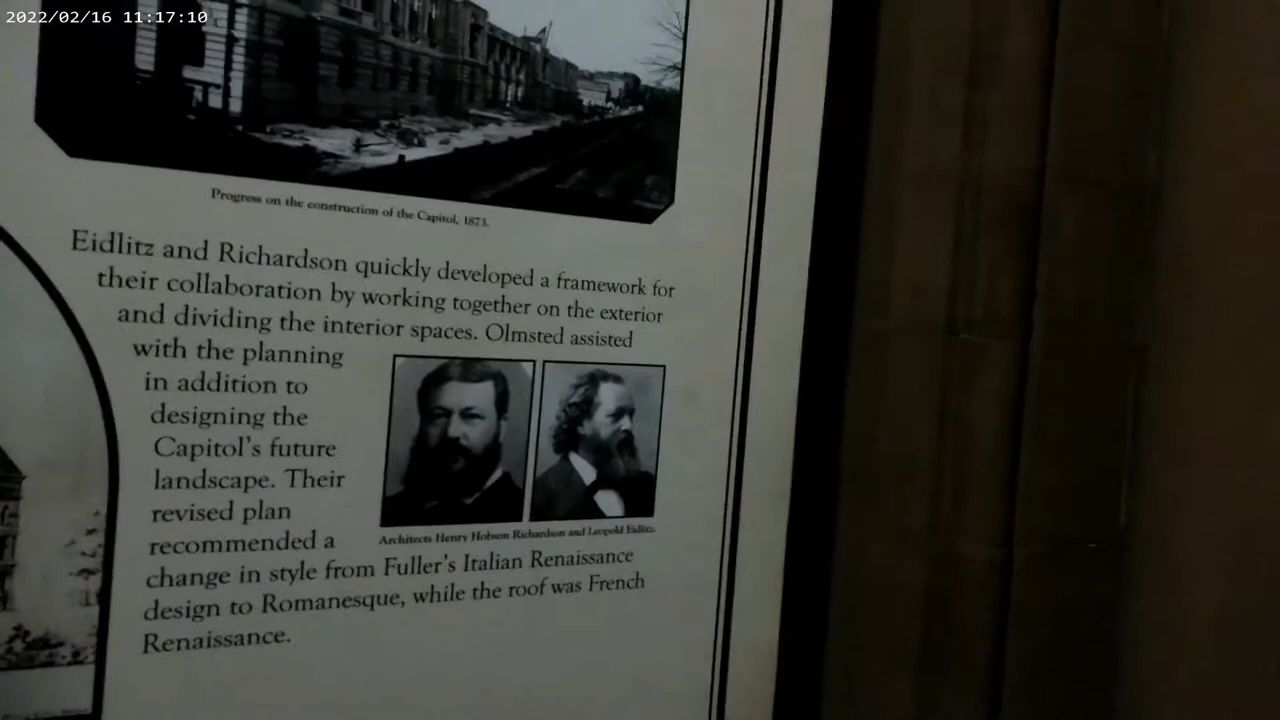 2022/02/16 11:17:10
Progress on the construction of the Capitol, 1873.
Eidlitz and Richardson quickly developed a framework for
their collaboration by working together on the exterior
and dividing the interior spaces. Olmsted assisted
with the planning
in addition to
designing the
Capitol's future
landscape. Their
revised plan
recommended a
Architects Henry Hobson Richardson and Leopold Eidlitz.
change in style from Fuller's Italian Renaissance
design to Romanesque, while the roof was French
Renaissance.